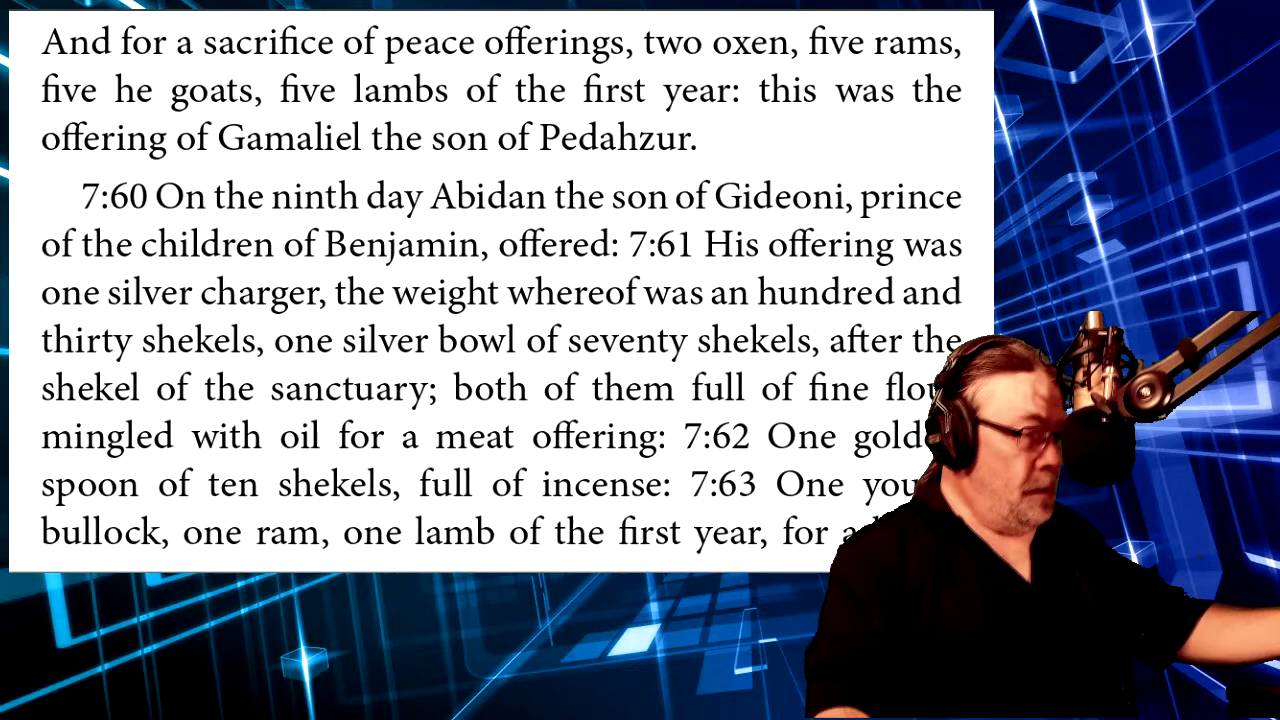 And for a sacrifice of peace offerings, two oxen, five rams,
five he goats, five lambs of the first year: this was the
offering of Gamaliel the son of Pedahzur.
7:60 On the ninth day Abidan the son of Gideoni, prince
of the children of Benjamin, offered: 7:61 His offering was
one silver charger, the weight whereof was an hundred and
thirty shekels, one silver bowl of seventy shekels, after the
shekel of the sanctuary; both of them full of fine
mingled with oil for a meat offering: 7:62 One
spoon of ten shekels, full of incense: 7:63 One
bullock, one ram, one lamb of the first year, for